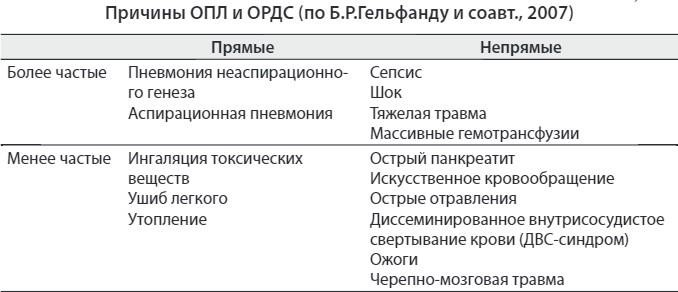 Причины ОПЛ и ОРДС (по Б.Р.Гельфанду и соавт., 2007)
Прямые Непрямые
Более частые Пневмония неаспирационно- Сепсис
го генеза Шок
Аспирационная пневмония Тяжелая травма
Массивные гемотрансфузии
Менее частые Ингаляция токсических Острый панкреатит
веществ Искусственное кровообращение
Ушиб легкого Острые отравления
Утопление Диссеминированное внутрисосудистое
свертывание крови (ДВС-синдром)
Ожоги
Черепно-мозговая травма